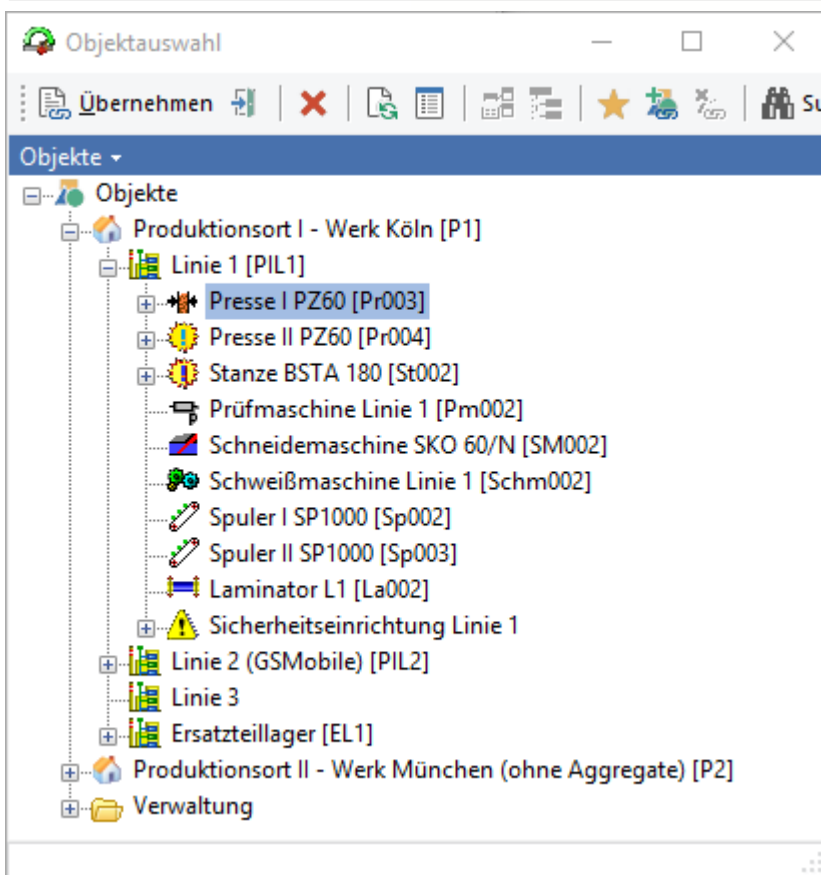 Objektauswahl
Übernehmen
Objekte
Objekte
Produktionsort I - Werk Köln [P1]
Linie 1 [PIL1]
Presse I PZ60 [Pr003]
Presse II PZ60 [Pr004]
Stanze BSTA 180 [St002]
Prüfmaschine Linie 1 [Pm002]
Schneidemaschine SKO 60/N [SM002]
Schweißmaschine Linie 1 [Schm002]
Spuler I SP1000 [Sp002]
Spuler II SP1000 [Sp003]
Laminator L1 [La002]
Sicherheitseinrichtung Linie 1
Linie 2 (GSMobile) [PIL2]
Linie 3
Ersatzteillager [EL1]
Produktionsort II - Werk München (ohne Aggregate) [P2]
Verwaltung